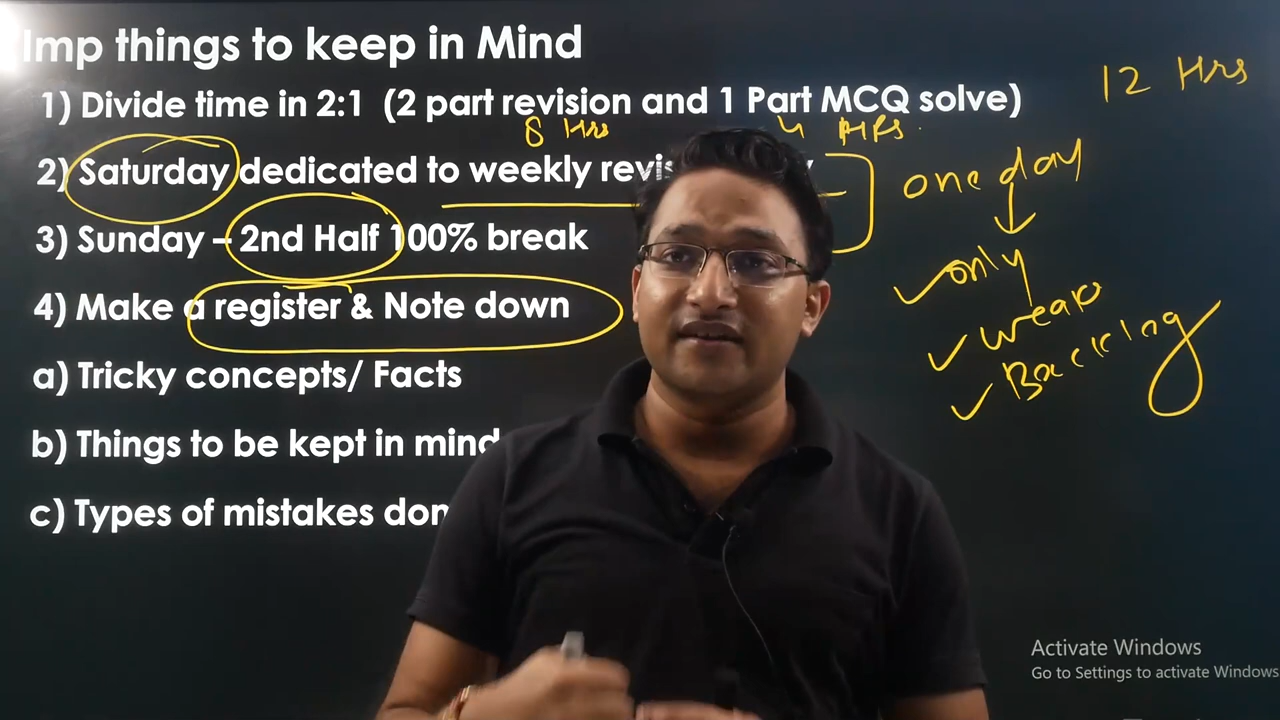 Imp things to keep in Mind
12 Hrs
1) Divide time in 2:1 (2 part revision and 1 Part MCQ solve)
8 Hrs 4 Hrs.
2) Saturday dedicated to weekly revis
one day
3) Sunday – 2nd Half 100% break
only
4) Make a register & Note down
weak
Backlog
a) Tricky concepts/ Facts
b) Things to be kept in mind
c) Types of mistakes don
Activate Windows
Go to Settings to activate Windows